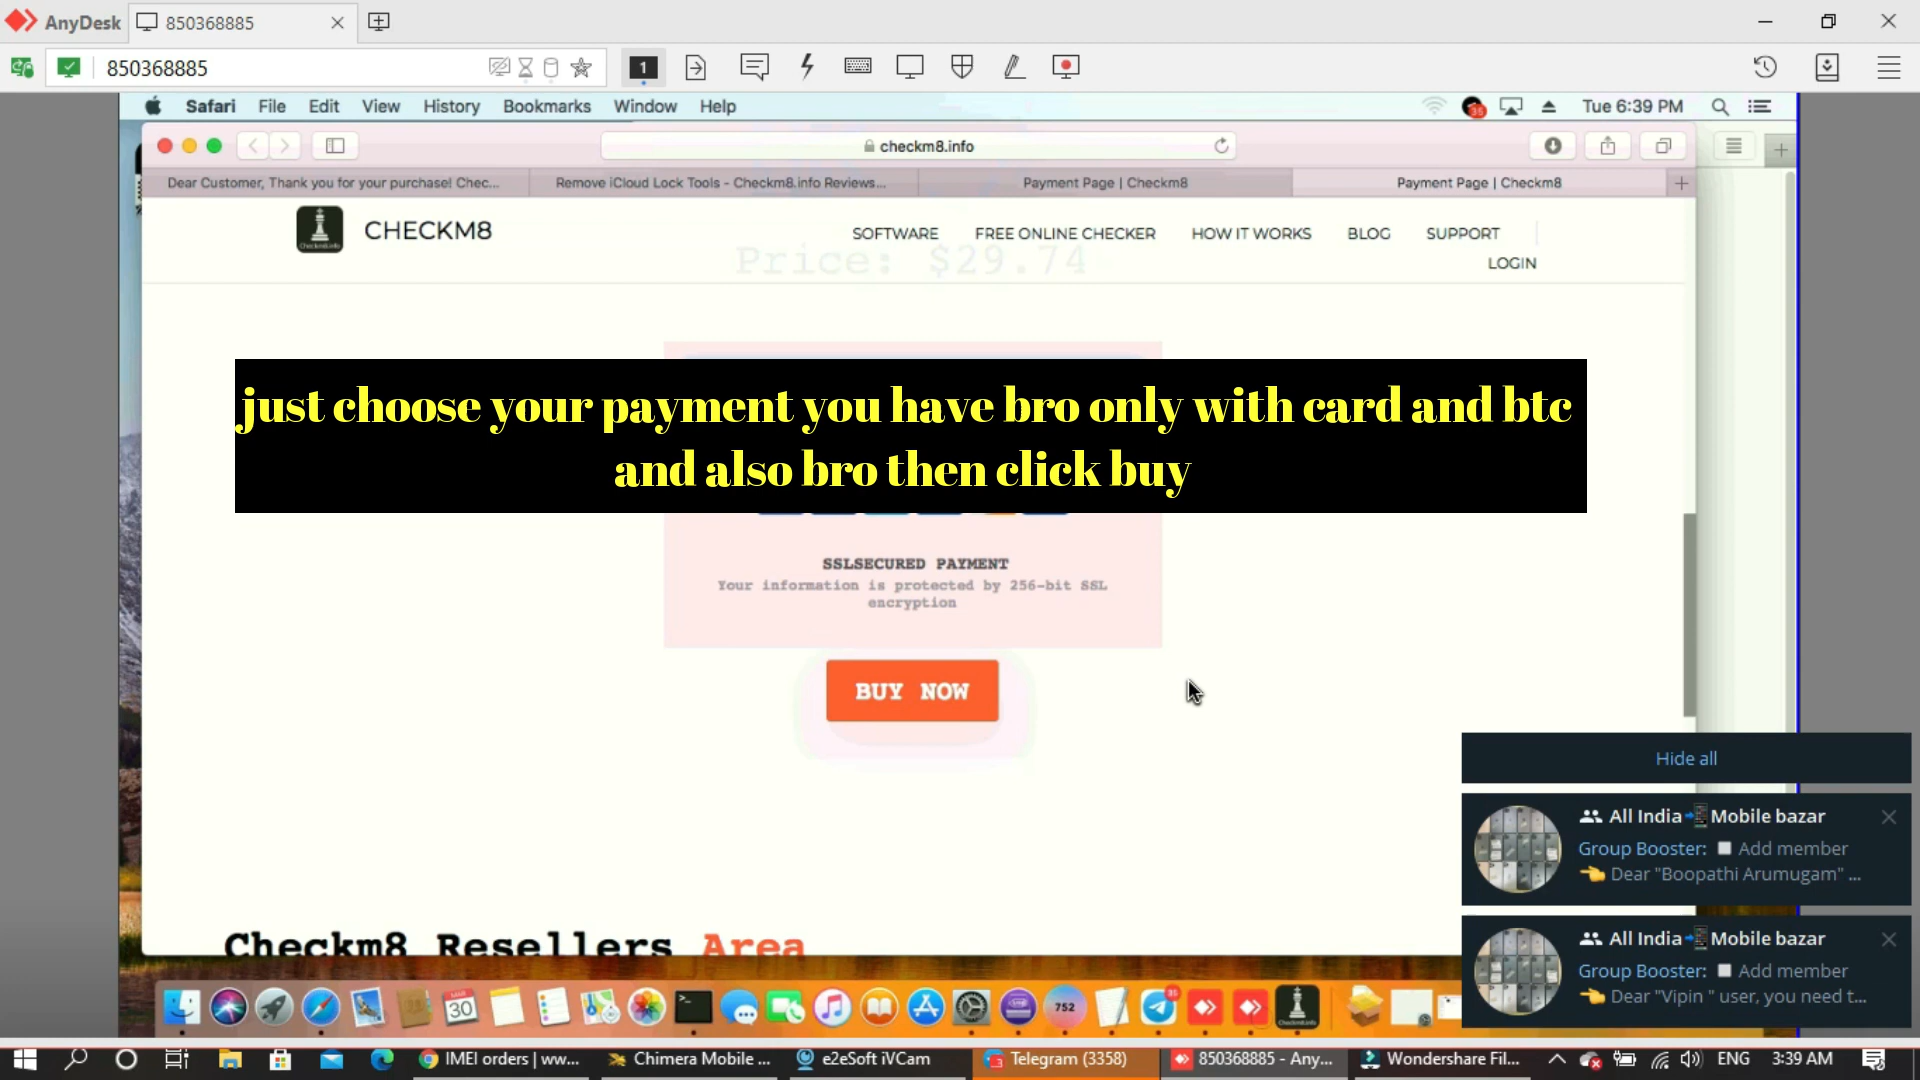 AnyDesk
850368885
850368885
1
Safari File Edit View History Bookmarks Window Help
35
Tue 6:39 PM
checkm8.info
Dear Customer, Thank you for your purchase! Chec...
Remove iCloud Lock Tools - Checkm8.info Reviews...
Payment Page | Checkm8
Payment Page | Checkm8
CHECKM8
SOFTWARE FREE ONLINE CHECKER HOW IT WORKS BLOG SUPPORT
LOGIN
Price: $29.74
just choose your payment you have bro only with card and btc
and also bro then click buy
SSLSECURED PAYMENT
Your information is protected by 256-bit SSL
encryption
BUY NOW
Hide all
All India Mobile bazar
Group Booster: Add member
Dear "Boopathi Arumugam" ...
All India Mobile bazar
Group Booster: Add member
Dear "Vipin " user, you need t...
Checkm8 Resellers Area
30
752
35
IMEI orders | ww...
Chimera Mobile ...
e2eSoft iVCam
Telegram (3358)
850368885 - Any...
Wondershare Fil...
ENG
3:39 AM